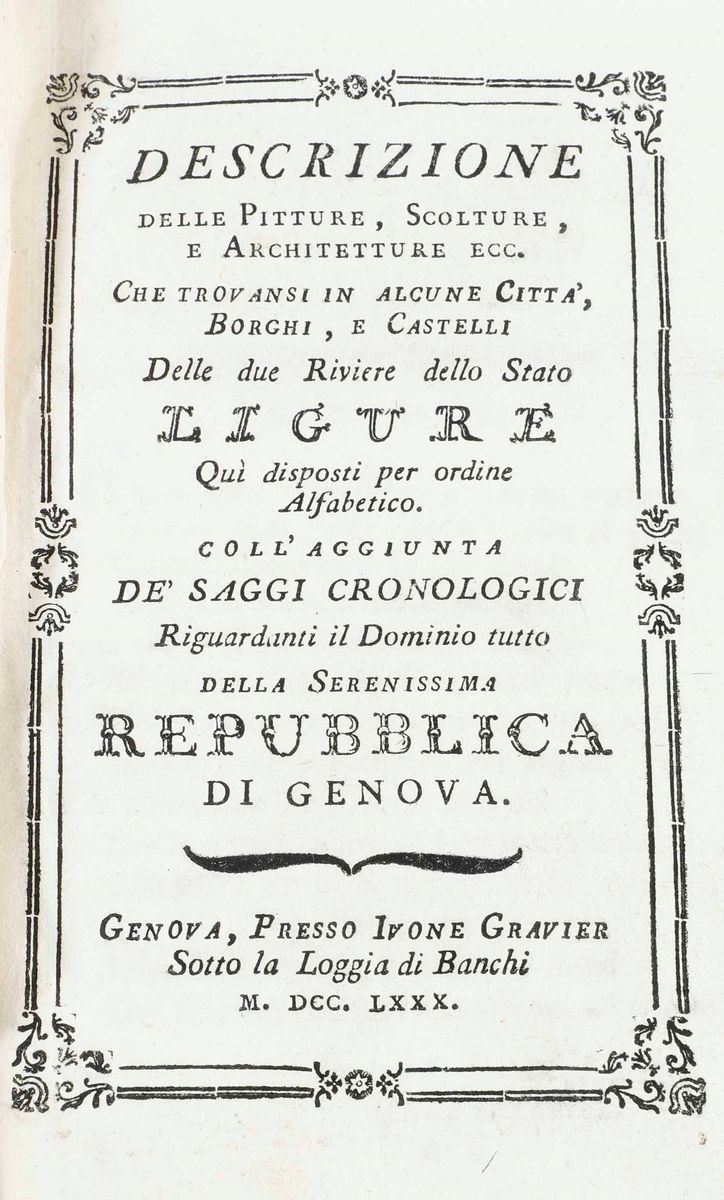 DESCRIZIONE
DELLE PITTURE, SCOLTURE,
E ARCHITETTURE ECC.
CHE TROVANSI IN ALCUNE CITTA',
BORGHI, E CASTELLI
Delle due Riviere dello Stato
LIGURE
Quì disposti per ordine
Alfabetico.
COLL'AGGIUNTA
DE' SAGGI CRONOLOGICI
Riguardanti il Dominio tutto
DELLA SERENISSIMA
REPUBBLICA
DI GENOVA.
GENOVA, PRESSO IVONE GRAVIER
Sotto la Loggia di Banchi
M. DCC. LXXX.